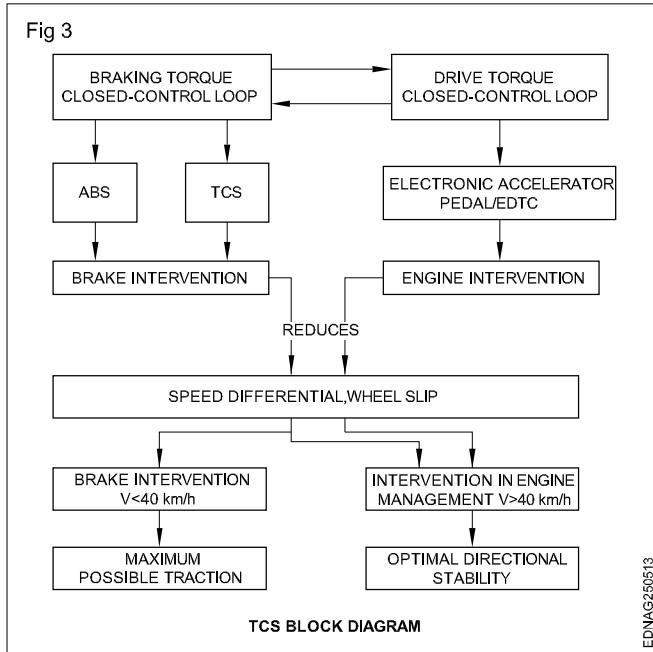 Fig 3
BRAKING TORQUE
CLOSED-CONTROL LOOP
DRIVE TORQUE
CLOSED-CONTROL LOOP
ABS
TCS
ELECTRONIC ACCELERATOR
PEDAL/EDTC
BRAKE INTERVENTION
ENGINE INTERVENTION
REDUCES
SPEED DIFFERENTIAL,WHEEL SLIP
BRAKE INTERVENTION
V<40 km/h
INTERVENTION IN ENGINE
MANAGEMENT V>40 km/h
MAXIMUM
POSSIBLE TRACTION
OPTIMAL DIRECTIONAL
STABILITY
TCS BLOCK DIAGRAM
EDNAG250513